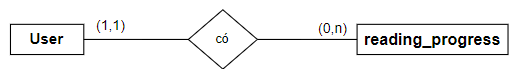 (1,1)
(0,n)
User
có
reading_progress